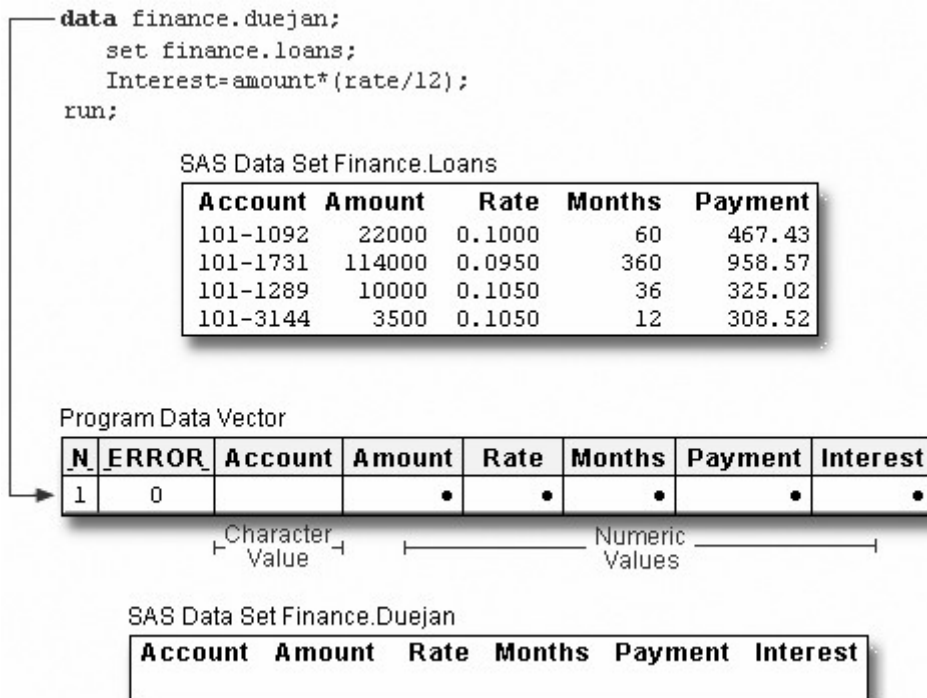 data finance.duejan;
set finance.loans;
Interest=amount*(rate/12);
run;
SAS Data Set Finance.Loans
Account Amount Rate Months Payment
101-1092 22000 0.1000 60 467.43
101-1731 114000 0.0950 360 958.57
101-1289 10000 0.1050 36 325.02
101-3144 3500 0.1050 12 308.52
Program Data Vector
_N_ _ERROR_ Account Amount Rate Months Payment Interest
1 0 • • • • •
Character Value
Numeric Values
SAS Data Set Finance.Duejan
Account Amount Rate Months Payment Interest